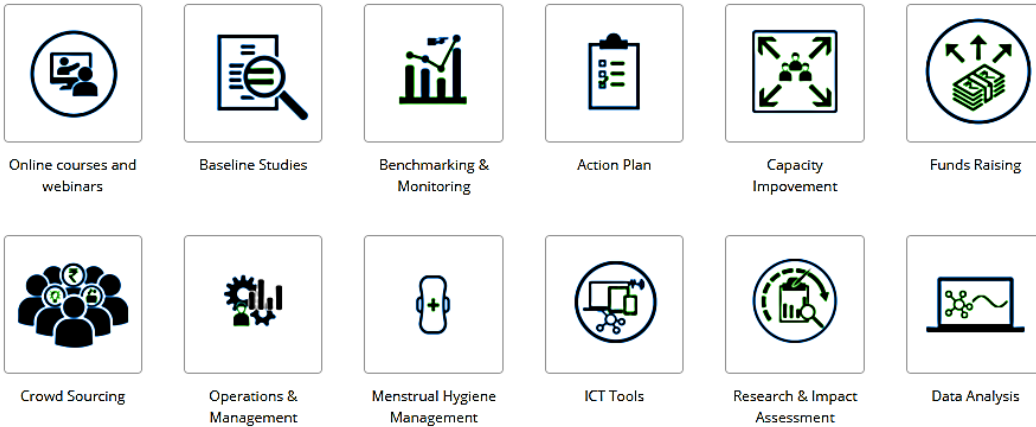 Online courses and
webinars
Baseline Studies
Benchmarking &
Monitoring
Action Plan
Capacity
Impovement
Funds Raising
₹
Crowd Sourcing
Operations &
Management
Menstrual Hygiene
Management
ICT Tools
Research & Impact
Assessment
Data Analysis